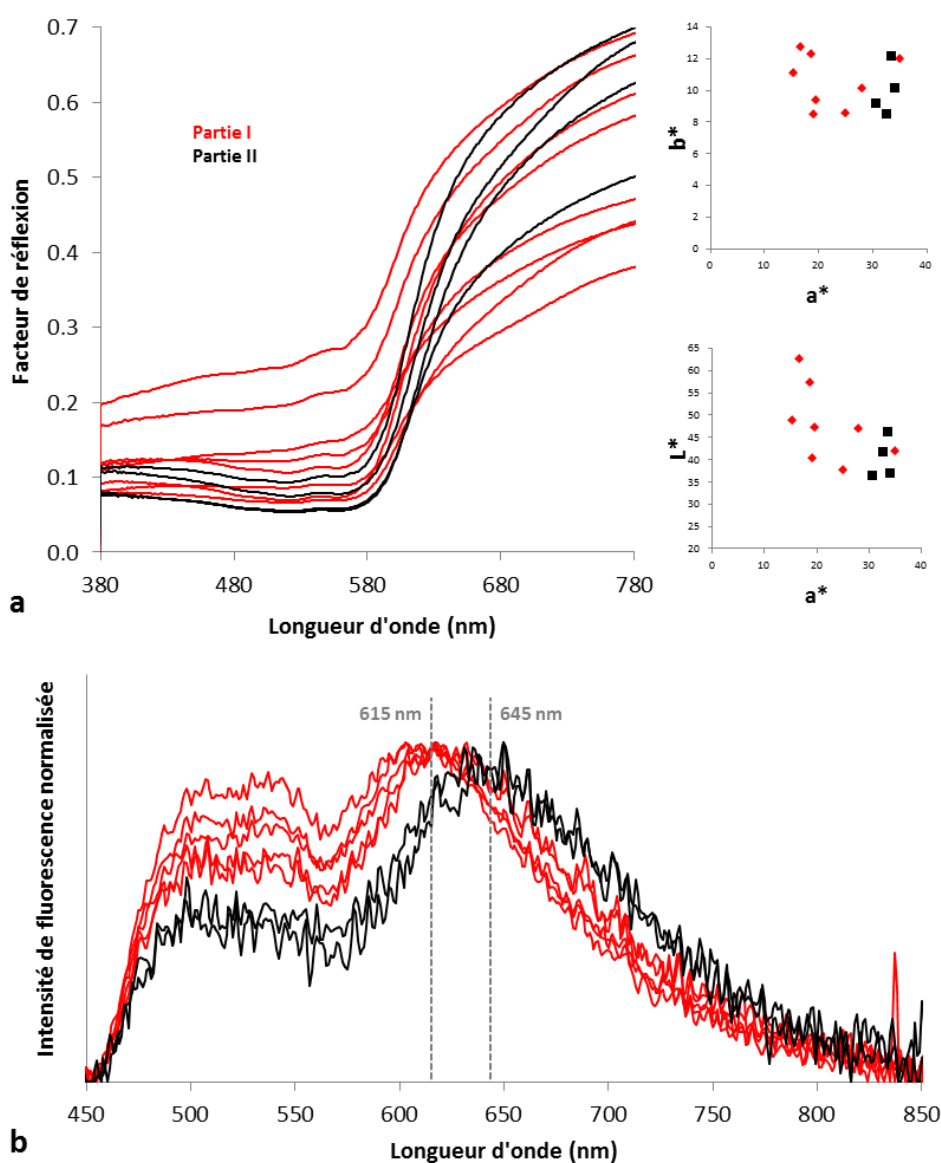 0.7
0.6
0.5
0.4
0.3
0.2
0.1
0.0
Facteur de réflexion
Partie I
Partie II
380 480 580 680 780
Longueur d'onde (nm)
a
14
12
10
8
6
4
2
0
b*
0 10 20 30 40
a*
65
60
55
50
45
40
35
30
25
20
L*
0 10 20 30 40
a*
Intensité de fluorescence normalisée
615 nm 645 nm
450 500 550 600 650 700 750 800 850
Longueur d'onde (nm)
b